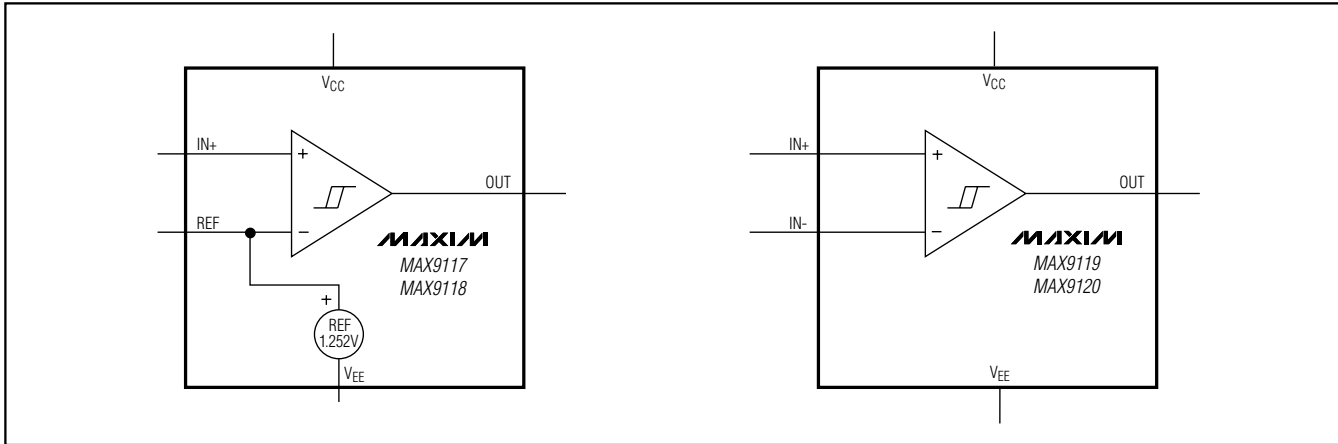 VCC
IN+
+
OUT
REF
−
MAXIM
MAX9117
MAX9118
+
REF
1.252V
VEE
VCC
IN+
+
OUT
IN-
−
MAXIM
MAX9119
MAX9120
VEE